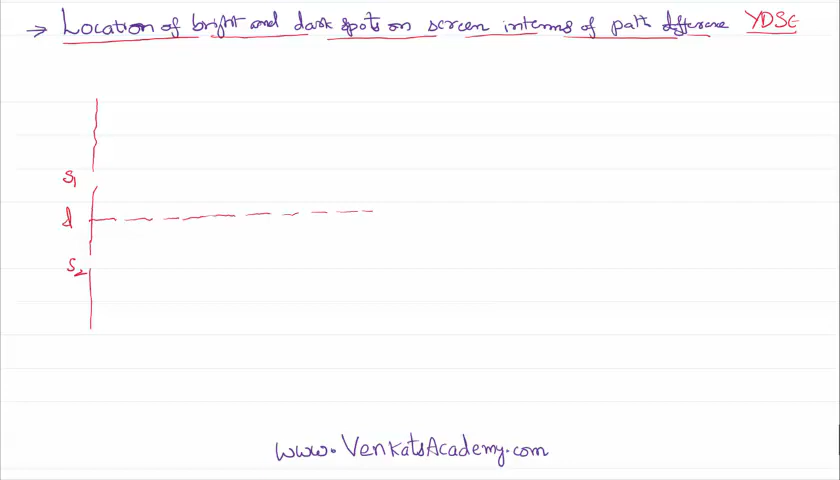 → Location of bright and dark spots on screen interms of path difference YDSE
S₁
d
S₂
www.VenkatsAcademy.com